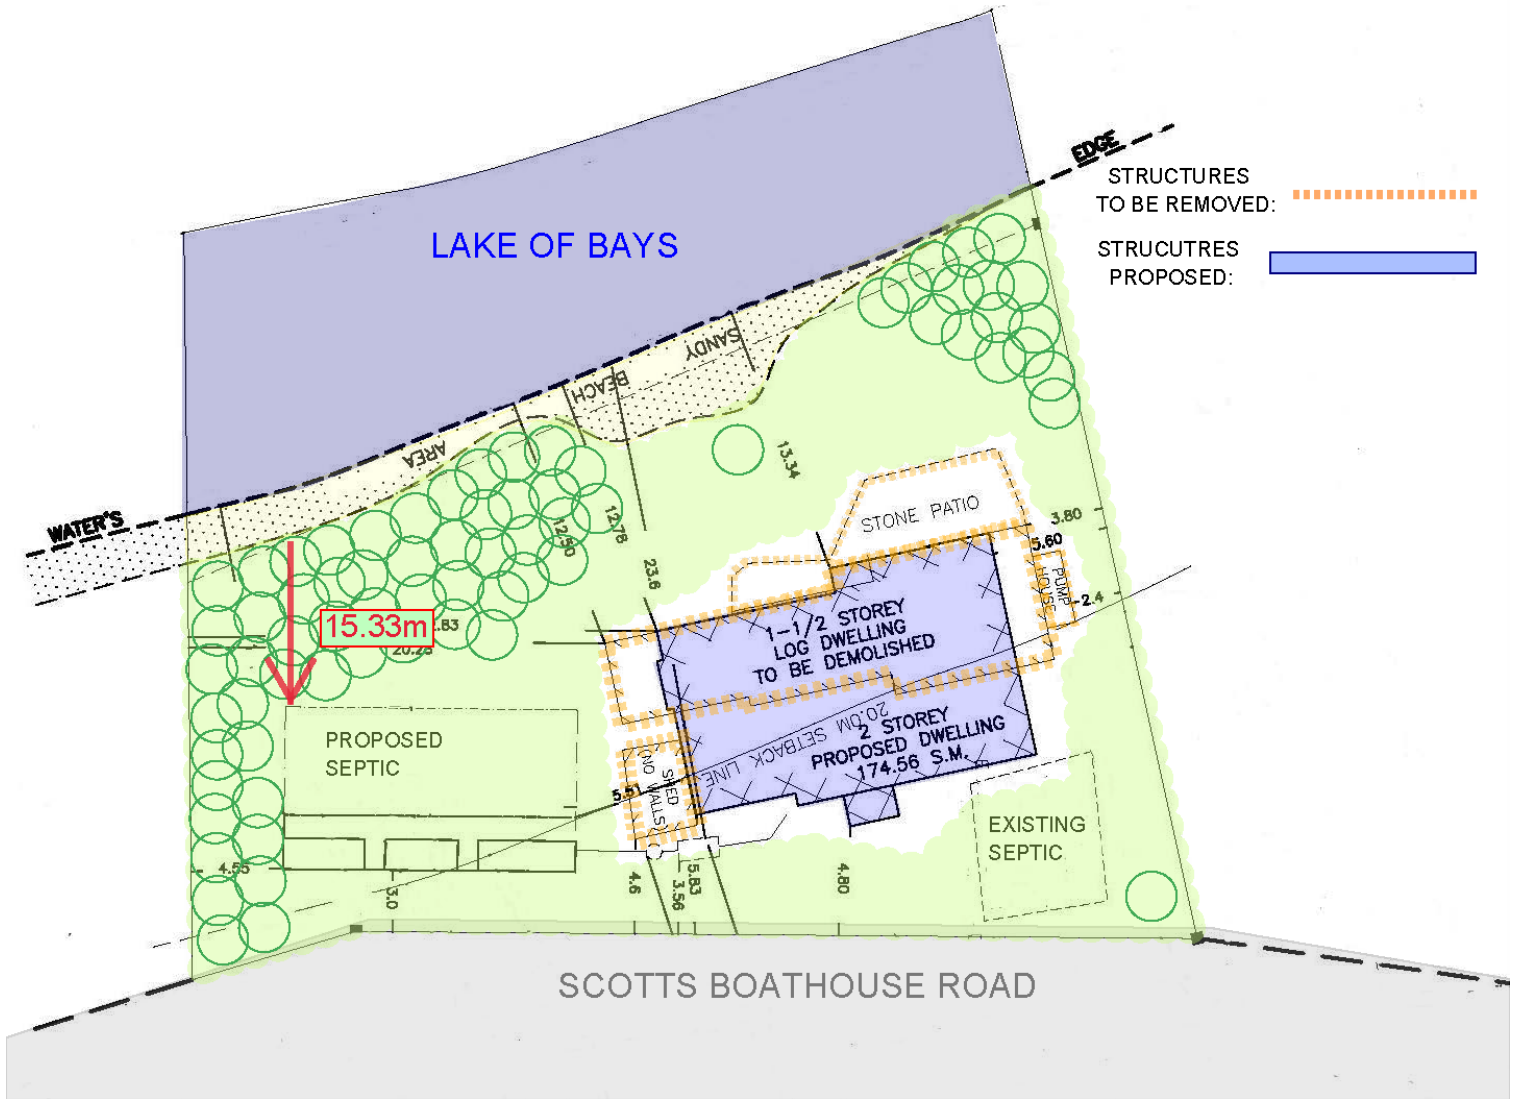 EDGE
STRUCTURES
TO BE REMOVED:
STRUCUTRES
PROPOSED:
LAKE OF BAYS
SANDY
BEACH
AREA
WATER'S
13.34
12.50
12.78
23.6
STONE PATIO
3.80
5.60
PUMP
HOUSE
2.4
15.33m
.83
20.25
1-1/2 STOREY
LOG DWELLING
TO BE DEMOLISHED
20.0M SETBACK LINE
2 STOREY
PROPOSED DWELLING
174.56 S.M.
PROPOSED
SEPTIC
SHED
(NO WALLS)
5.51
EXISTING
SEPTIC
4.55
3.0
4.6
3.56
5.83
4.80
SCOTTS BOATHOUSE ROAD